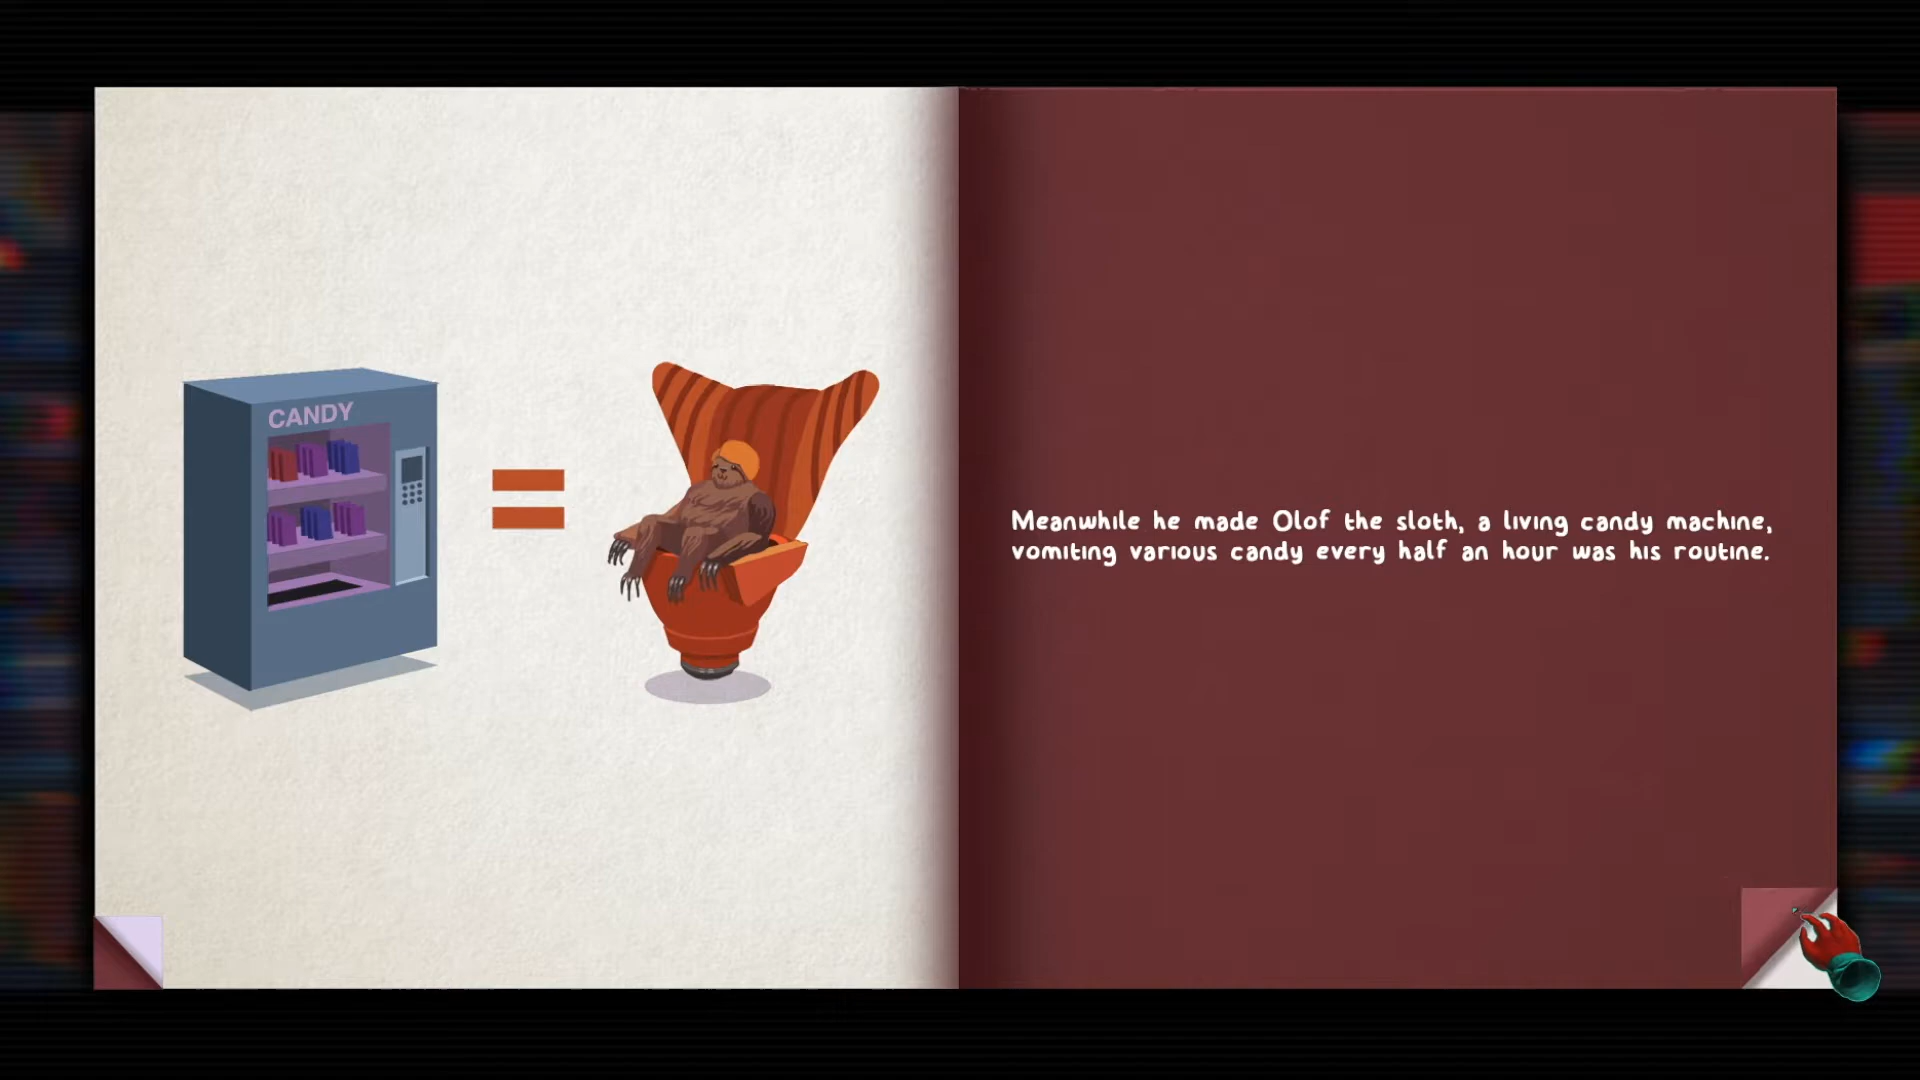 CANDY
Meanwhile he made Olof the sloth, a living candy machine,
vomiting various candy every half an hour was his routine.